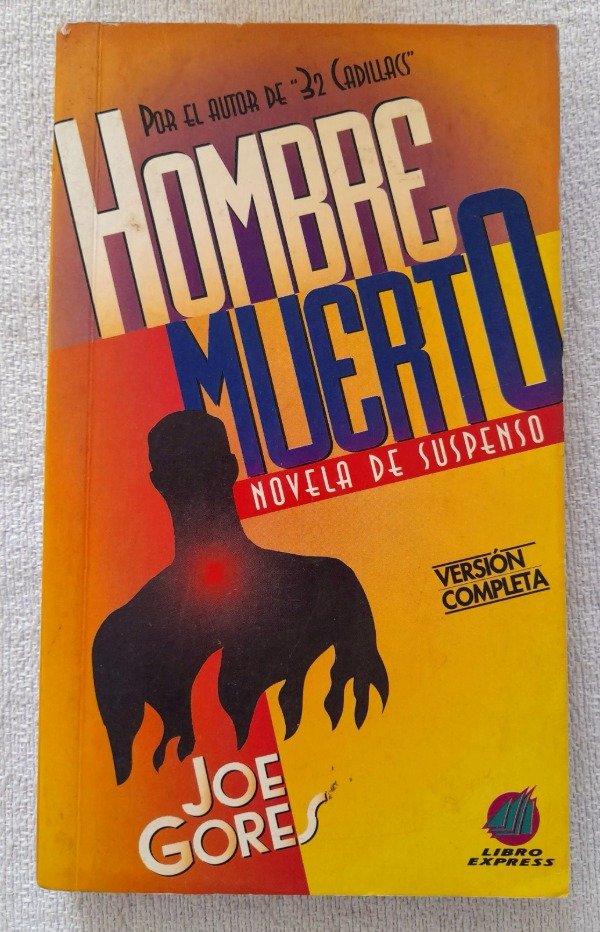 POR EL AUTOR DE "32 CADILLACS"
HOMBRE
MUERTO
NOVELA DE SUSPENSO
VERSIÓN
COMPLETA
JOE
GORES
LIBRO
EXPRESS